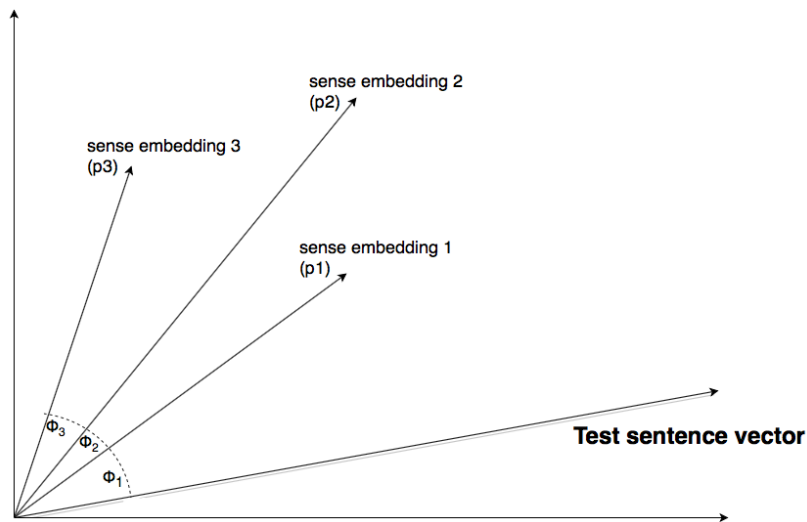 sense embedding 2
(p2)
sense embedding 3
(p3)
sense embedding 1
(p1)
Φ3
Φ2
Φ1
Test sentence vector